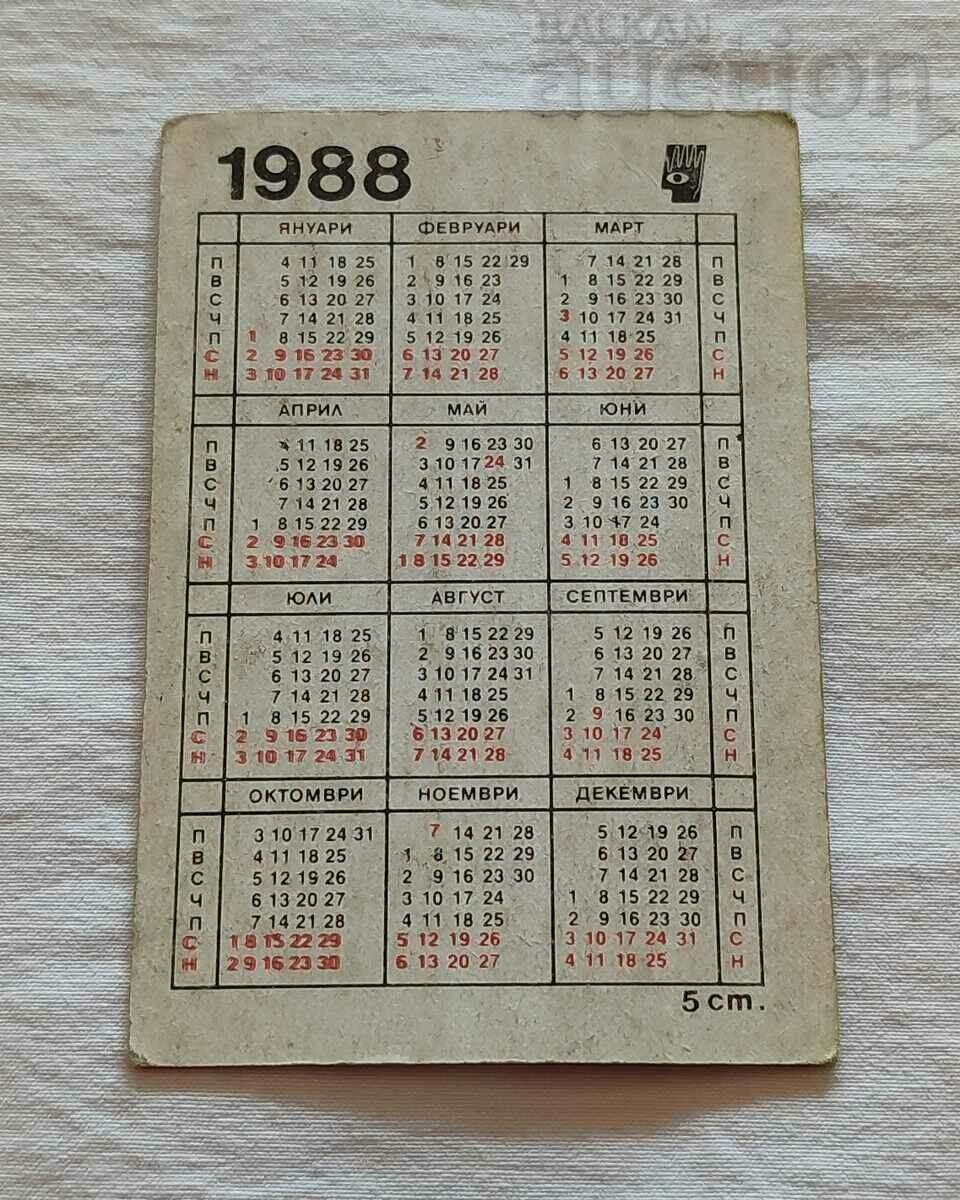 BALKAN
auction
1988
ЯНУАРИ ФЕВРУАРИ МАРТ
П 4 11 18 25 1 8 15 22 29 7 14 21 28 П
В 5 12 19 26 2 9 16 23 1 8 15 22 29 В
С 6 13 20 27 3 10 17 24 2 9 16 23 30 С
Ч 7 14 21 28 4 11 18 25 3 10 17 24 31 Ч
П 1 8 15 22 29 5 12 19 26 4 11 18 25 П
С 2 9 16 23 30 6 13 20 27 5 12 19 26 С
Н 3 10 17 24 31 7 14 21 28 6 13 20 27 Н
АПРИЛ МАЙ ЮНИ
П 4 11 18 25 2 9 16 23 30 6 13 20 27 П
В 5 12 19 26 3 10 17 24 31 7 14 21 28 В
С 6 13 20 27 4 11 18 25 1 8 15 22 29 С
Ч 7 14 21 28 5 12 19 26 2 9 16 23 30 Ч
П 1 8 15 22 29 6 13 20 27 3 10 17 24 П
С 2 9 16 23 30 7 14 21 28 4 11 18 25 С
Н 3 10 17 24 1 8 15 22 29 5 12 19 26 Н
ЮЛИ АВГУСТ СЕПТЕМВРИ
П 4 11 18 25 1 8 15 22 29 5 12 19 26 П
В 5 12 19 26 2 9 16 23 30 6 13 20 27 В
С 6 13 20 27 3 10 17 24 31 7 14 21 28 С
Ч 7 14 21 28 4 11 18 25 1 8 15 22 29 Ч
П 1 8 15 22 29 5 12 19 26 2 9 16 23 30 П
С 2 9 16 23 30 6 13 20 27 3 10 17 24 С
Н 3 10 17 24 31 7 14 21 28 4 11 18 25 Н
ОКТОМВРИ НОЕМВРИ ДЕКЕМВРИ
П 3 10 17 24 31 7 14 21 28 5 12 19 26 П
В 4 11 18 25 1 8 15 22 29 6 13 20 27 В
С 5 12 19 26 2 9 16 23 30 7 14 21 28 С
Ч 6 13 20 27 3 10 17 24 1 8 15 22 29 Ч
П 7 14 21 28 4 11 18 25 2 9 16 23 30 П
С 1 8 15 22 29 5 12 19 26 3 10 17 24 31 С
Н 2 9 16 23 30 6 13 20 27 4 11 18 25 Н
5 cm.